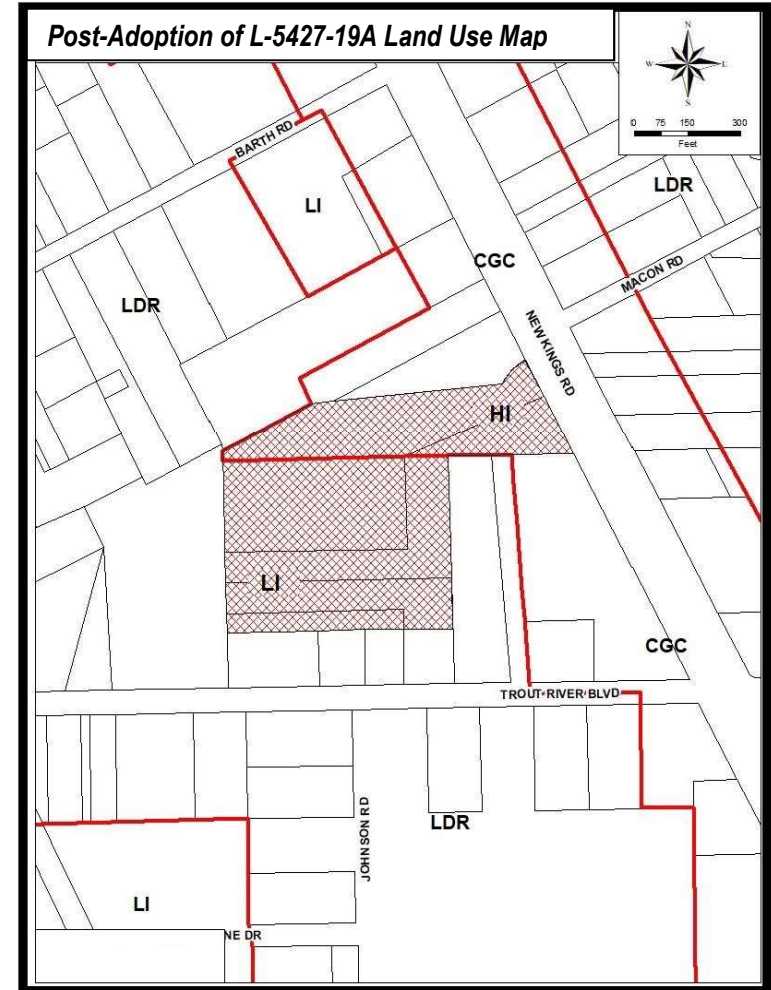 Post-Adoption of L-5427-19A Land Use Map
N
W E
S
0 75 150 300
Feet
BARTH RD
LI
LDR
CGC
LDR
MACON RD
NEW KINGS RD
HI
LI
CGC
TROUT RIVER BLVD
JOHNSON RD
LDR
LI
NE DR